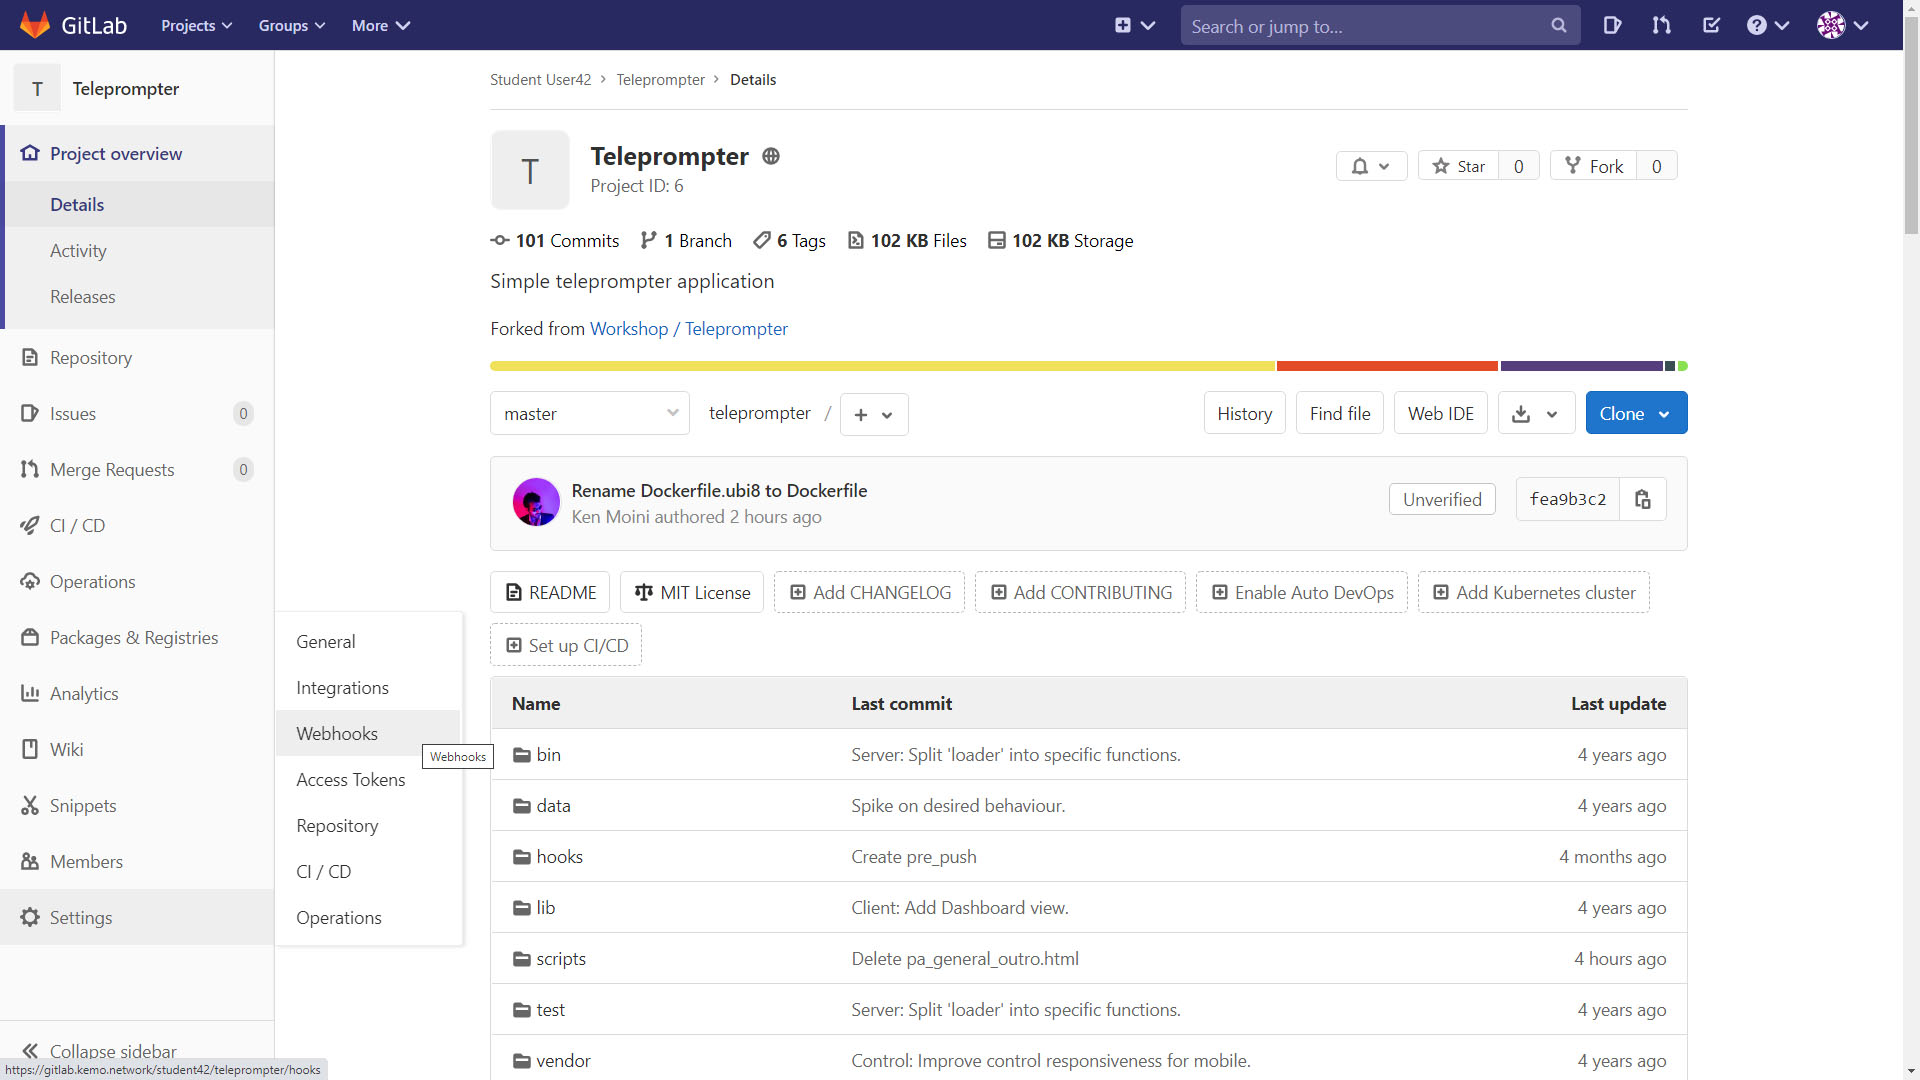 GitLab Projects Groups More Search or jump to...
T Teleprompter
Project overview
Details
Activity
Releases
Repository
Issues 0
Merge Requests 0
CI / CD
Operations
Packages & Registries
Analytics
Wiki
Snippets
Members
Settings
Collapse sidebar
https://gitlab.kemo.network/student42/teleprompter/hooks
General
Integrations
Webhooks
Webhooks
Access Tokens
Repository
CI / CD
Operations
Student User42 > Teleprompter > Details
T
Teleprompter
Project ID: 6
Star 0 Fork 0
101 Commits 1 Branch 6 Tags 102 KB Files 102 KB Storage
Simple teleprompter application
Forked from Workshop / Teleprompter
master teleprompter / + History Find file Web IDE Clone
Rename Dockerfile.ubi8 to Dockerfile
Ken Moini authored 2 hours ago
Unverified fea9b3c2
README MIT License Add CHANGELOG Add CONTRIBUTING Enable Auto DevOps Add Kubernetes cluster
Set up CI/CD
Name Last commit Last update
bin Server: Split 'loader' into specific functions. 4 years ago
data Spike on desired behaviour. 4 years ago
hooks Create pre_push 4 months ago
lib Client: Add Dashboard view. 4 years ago
scripts Delete pa_general_outro.html 4 hours ago
test Server: Split 'loader' into specific functions. 4 years ago
vendor Control: Improve control responsiveness for mobile. 4 years ago